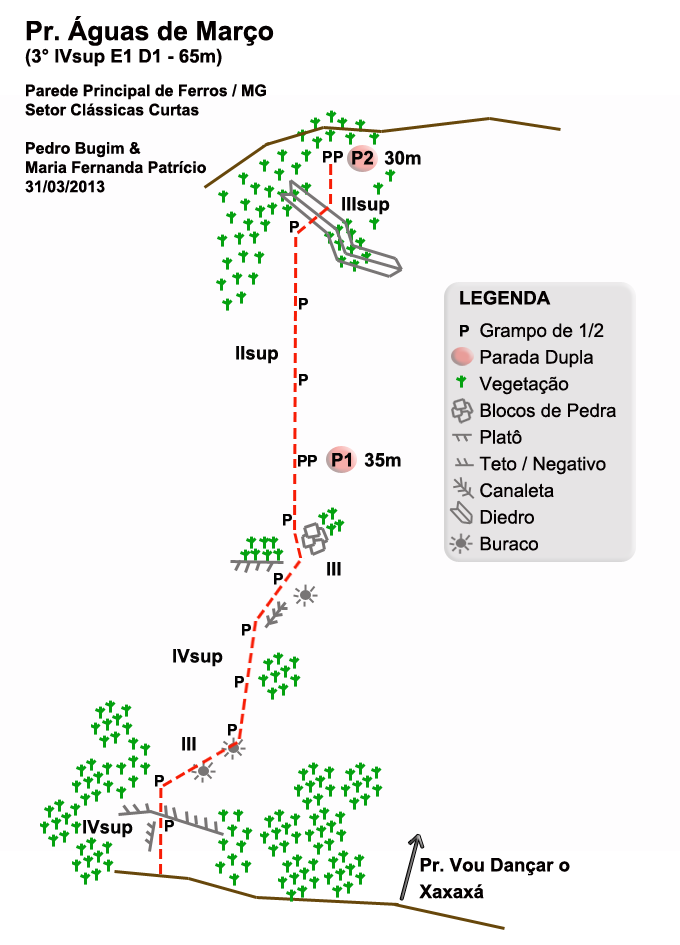 Pr. Águas de Março
(3° IVsup E1 D1 - 65m)
Parede Principal de Ferros / MG
Setor Clássicas Curtas
Pedro Bugim &
Maria Fernanda Patrício
31/03/2013
PP P2 30m
IIIsup
P
P
IIsup
P
PP P1 35m
P
III
P
P
IVsup
P
P
III
P
IVsup P
LEGENDA
P Grampo de 1/2
Parada Dupla
Vegetação
Blocos de Pedra
Platô
Teto / Negativo
Canaleta
Diedro
Buraco
Pr. Vou Dançar o
Xaxaxá